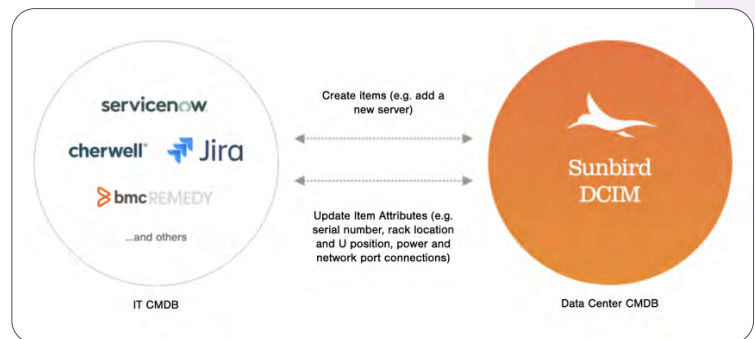 servicenow
cherwell
Jira
bmc REMEDY
...and others
IT CMDB
Create items (e.g. add a
new server)
Update Item Attributes (e.g.
serial number, rack location
and U position, power and
network port connections)
Sunbird
DCIM
Data Center CMDB